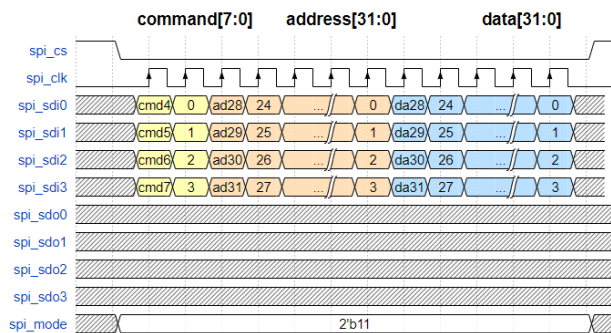 command[7:0] address[31:0] data[31:0]
spi_cs
spi_clk
spi_sdi0 cmd4 0 ad28 24 ... 0 da28 24 ... 0
spi_sdi1 cmd5 1 ad29 25 ... 1 da29 25 ... 1
spi_sdi2 cmd6 2 ad30 26 ... 2 da30 26 ... 2
spi_sdi3 cmd7 3 ad31 27 ... 3 da31 27 ... 3
spi_sdo0
spi_sdo1
spi_sdo2
spi_sdo3
spi_mode 2'b11